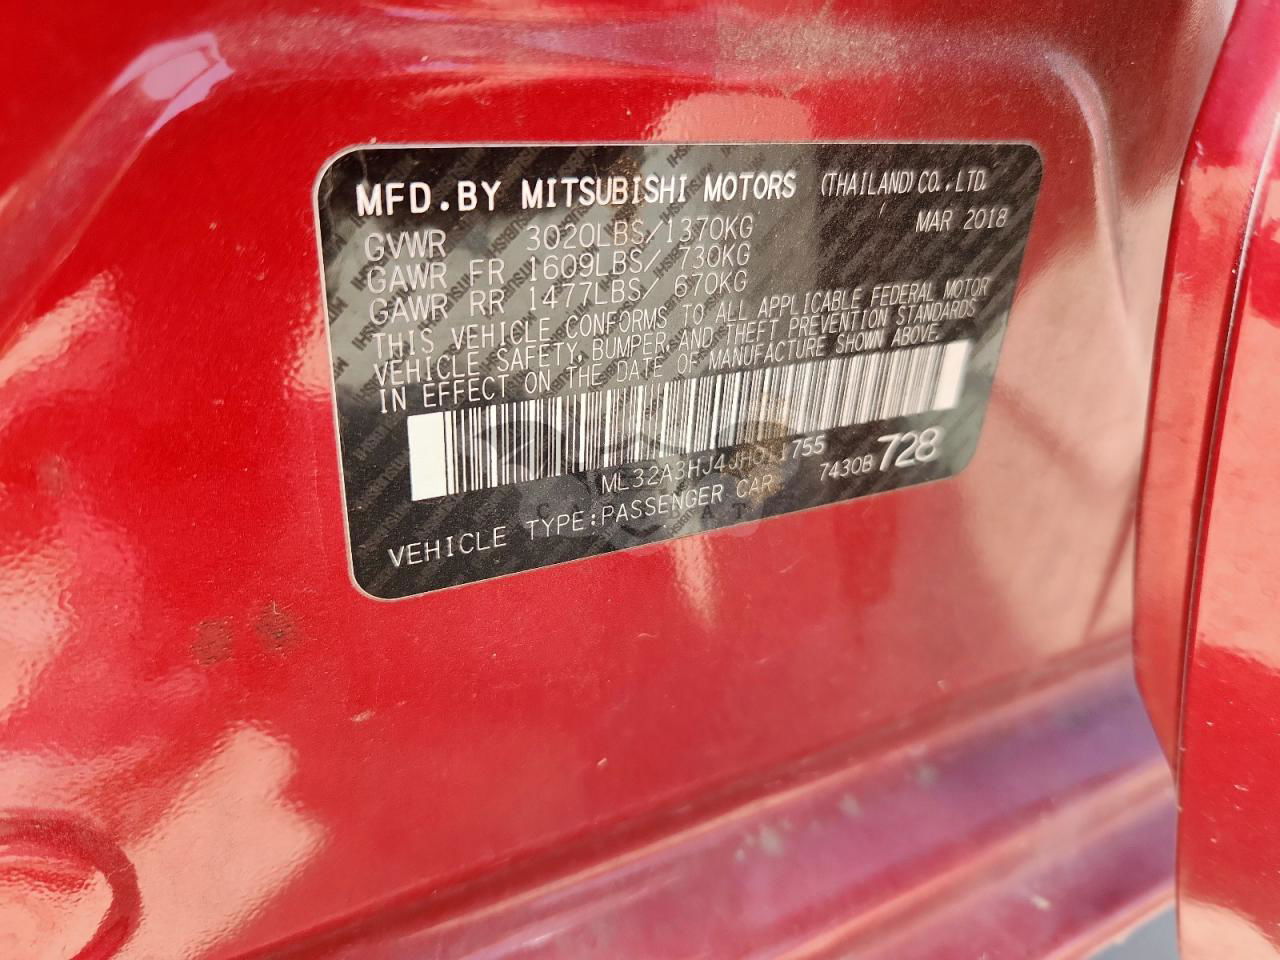 MFD.BY MITSUBISHI MOTORS (THAILAND)CO.,LTD.
MAR 2018
GVWR 3020LBS/1370KG
GAWR FR 1609LBS/ 730KG
GAWR RR 1477LBS/ 670KG
THIS VEHICLE CONFORMS TO ALL APPLICABLE FEDERAL MOTOR
VEHICLE SAFETY, BUMPER, AND THEFT PREVENTION STANDARDS
IN EFFECT ON THE DATE OF MANUFACTURE SHOWN ABOVE.
ML32A3HJ4JH011755
VEHICLE TYPE:PASSENGER CAR 7430B 728